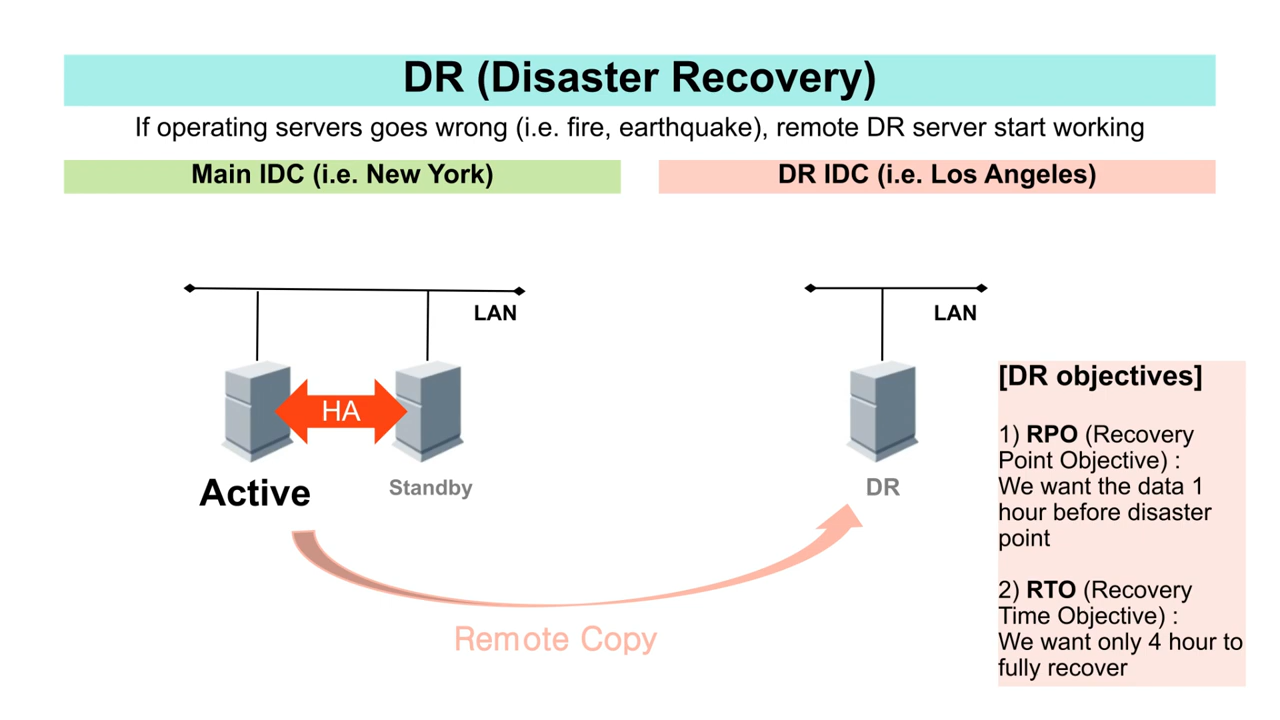 DR (Disaster Recovery)
If operating servers goes wrong (i.e. fire, earthquake), remote DR server start working
Main IDC (i.e. New York)
DR IDC (i.e. Los Angeles)
LAN
LAN
HA
Active
Standby
DR
Remote Copy
[DR objectives]
1) RPO (Recovery
Point Objective) :
We want the data 1
hour before disaster
point
2) RTO (Recovery
Time Objective) :
We want only 4 hour to
fully recover